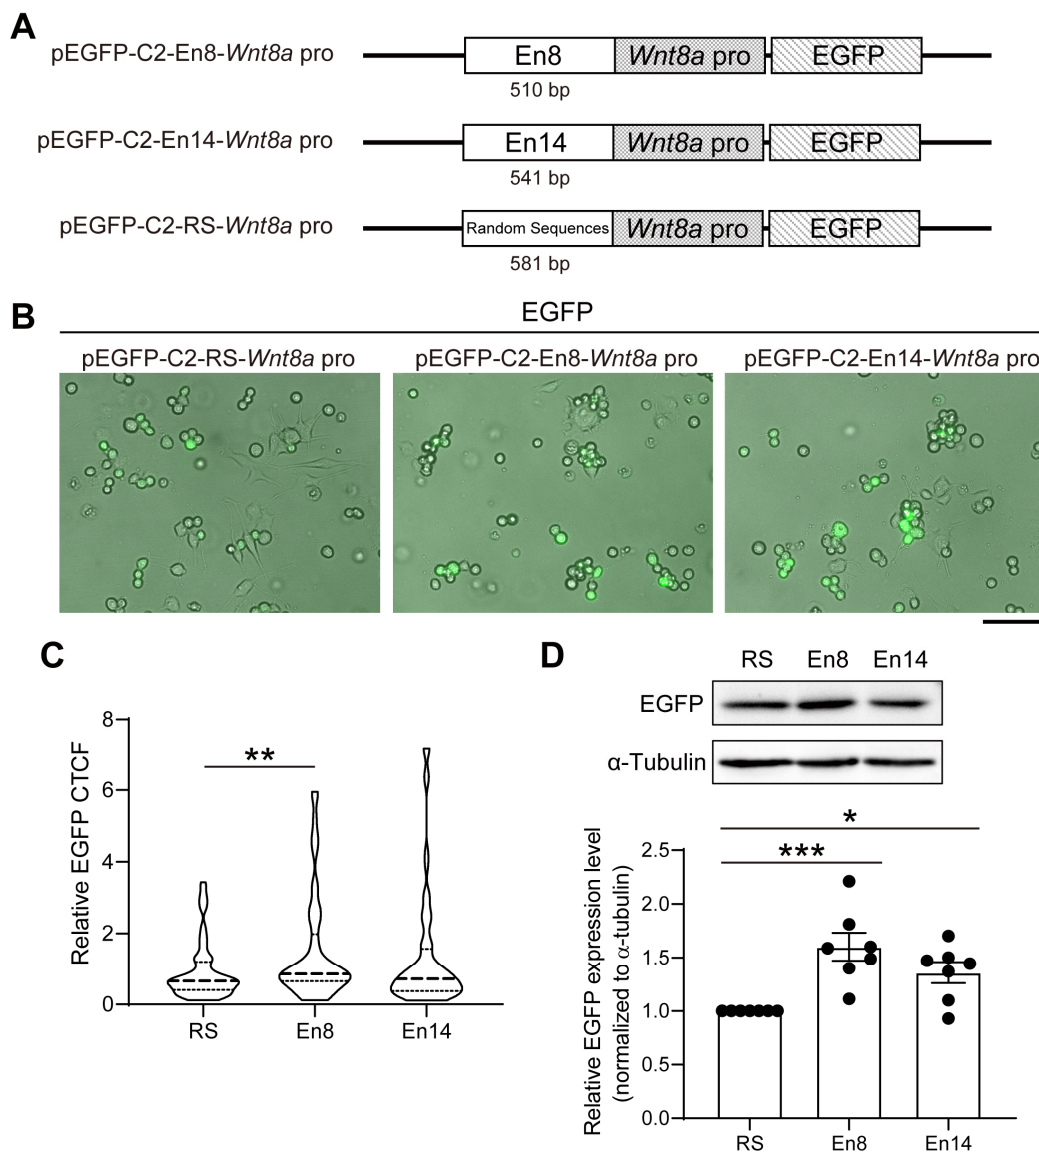 A
pEGFP-C2-En8-Wnt8a pro
En8
Wnt8a pro
EGFP
510 bp
pEGFP-C2-En14-Wnt8a pro
En14
Wnt8a pro
EGFP
541 bp
pEGFP-C2-RS-Wnt8a pro
Random Sequences
Wnt8a pro
EGFP
581 bp
B
EGFP
pEGFP-C2-RS-Wnt8a pro
pEGFP-C2-En8-Wnt8a pro
pEGFP-C2-En14-Wnt8a pro
C
Relative EGFP CTCF
8
6
4
2
0
**
RS
En8
En14
D
RS
En8
En14
EGFP
α-Tubulin
Relative EGFP expression level
(normalized to α-tubulin)
2.5
2.0
1.5
1.0
0.5
0.0
*
***
RS
En8
En14